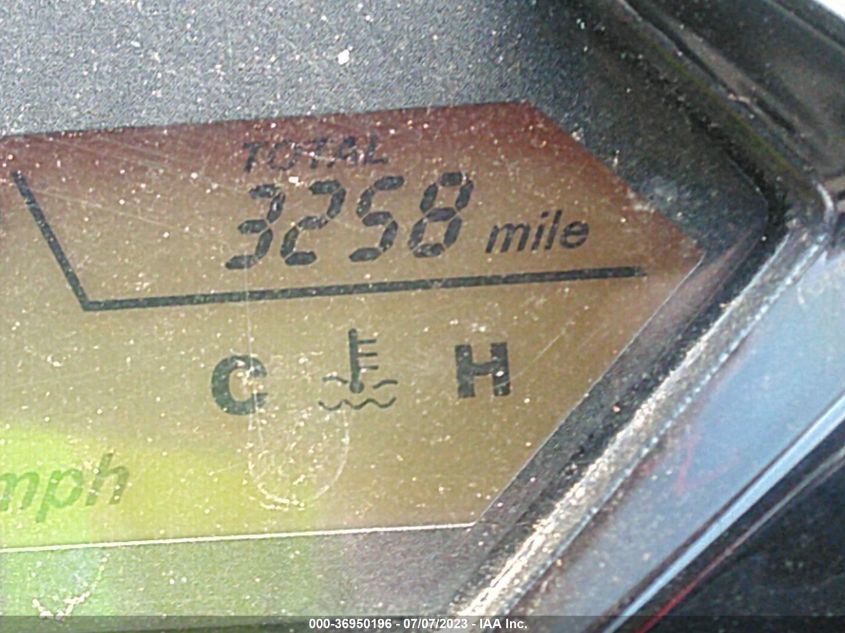 TOTAL
3258 mile
C H
mph
000-36950196 - 07/07/2023 - IAA Inc.